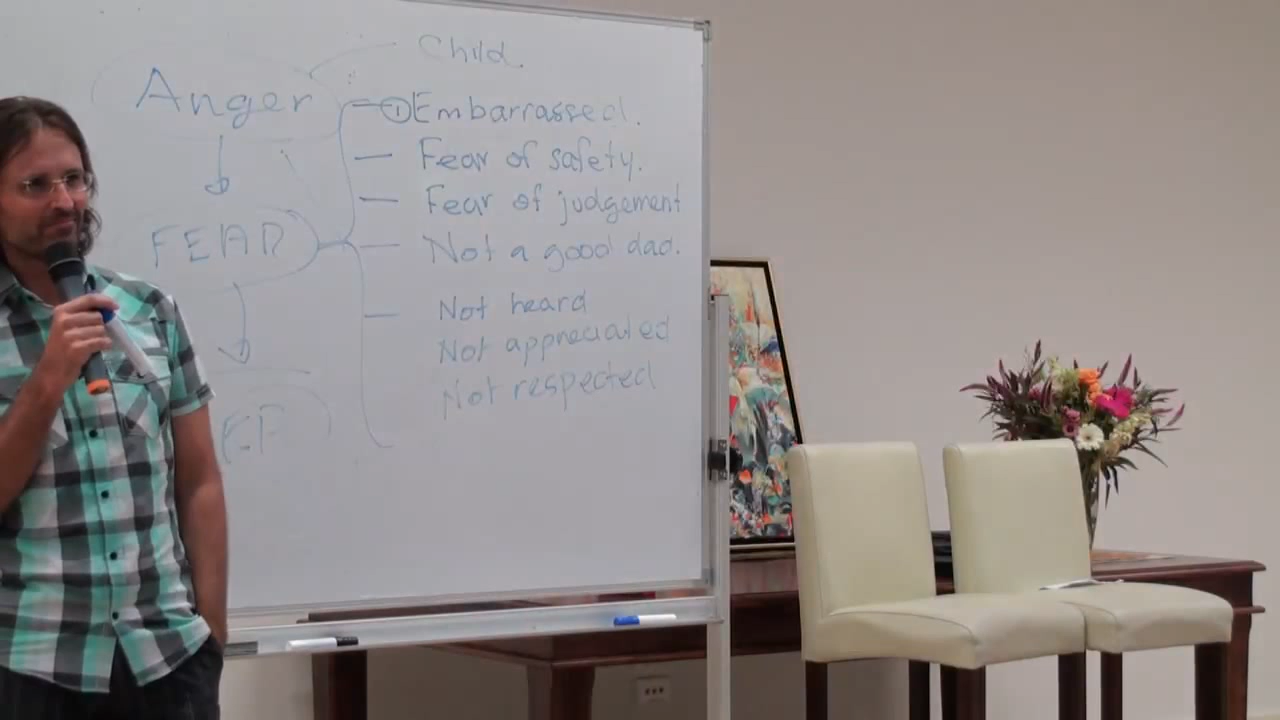 Child.
Anger
① Embarrassed.
Fear of safety.
Fear of judgement
FEAR
Not a good dad.
Not heard
Not appreciated
Not respected